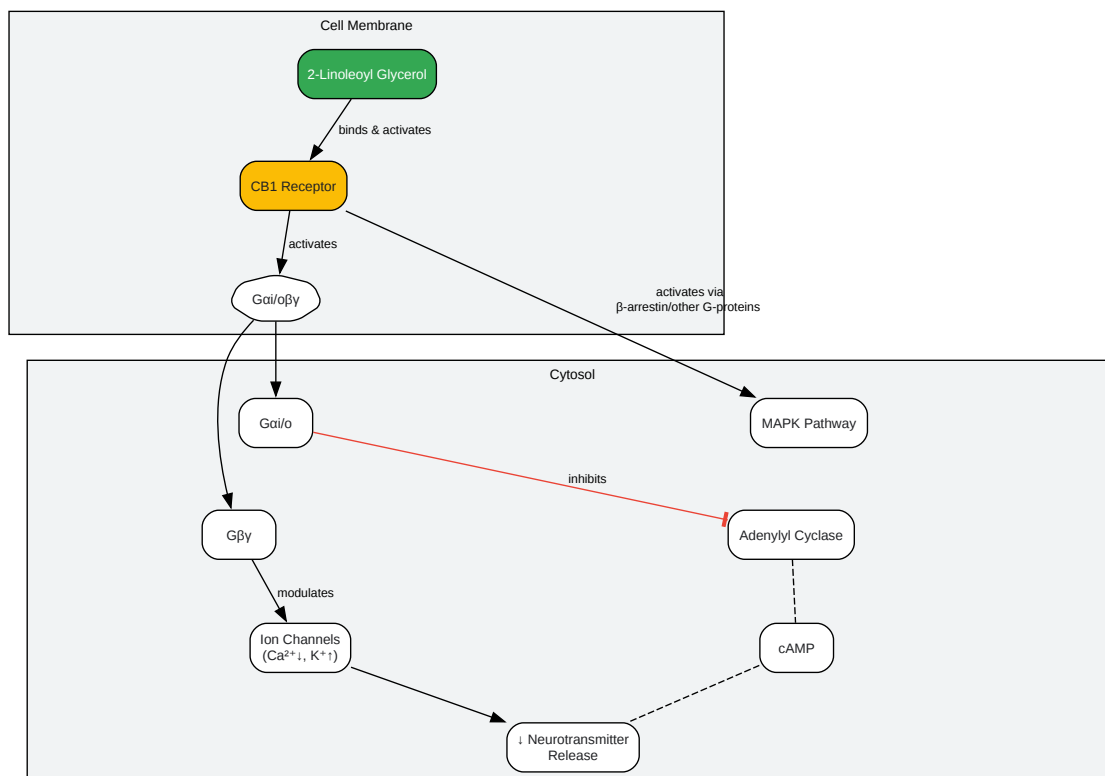 Cell Membrane
2-Linoleoyl Glycerol
binds & activates
CB1 Receptor
activates
Gαi/oβγ
activates via
β-arrestin/other G-proteins
Cytosol
Gαi/o
MAPK Pathway
inhibits
Gβγ
Adenylyl Cyclase
modulates
Ion Channels
(Ca²⁺↓, K⁺↑)
cAMP
↓ Neurotransmitter
Release